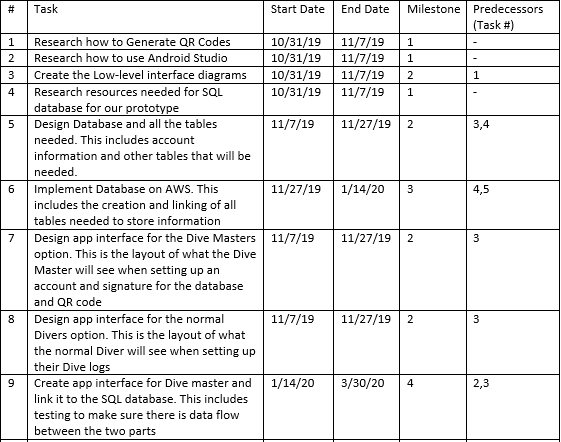 # Task Start Date End Date Milestone Predecessors
(Task #)
1 Research how to Generate QR Codes 10/31/19 11/7/19 1 -
2 Research how to use Android Studio 10/31/19 11/7/19 1 -
3 Create the Low-level interface diagrams 10/31/19 11/7/19 2 1
4 Research resources needed for SQL 10/31/19 11/7/19 1 -
database for our prototype
5 Design Database and all the tables 11/7/19 11/27/19 2 3,4
needed. This includes account
information and other tables that will be
needed.
6 Implement Database on AWS. This 11/27/19 1/14/20 3 4,5
includes the creation and linking of all
tables needed to store information
7 Design app interface for the Dive Masters 11/7/19 11/27/19 2 3
option. This is the layout of what the Dive
Master will see when setting up an
account and signature for the database
and QR code
8 Design app interface for the normal 11/7/19 11/27/19 2 3
Divers option. This is the layout of what
the normal Diver will see when setting up
their Dive logs
9 Create app interface for Dive master and 1/14/20 3/30/20 4 2,3
link it to the SQL database. This includes
testing to make sure there is data flow
between the two parts